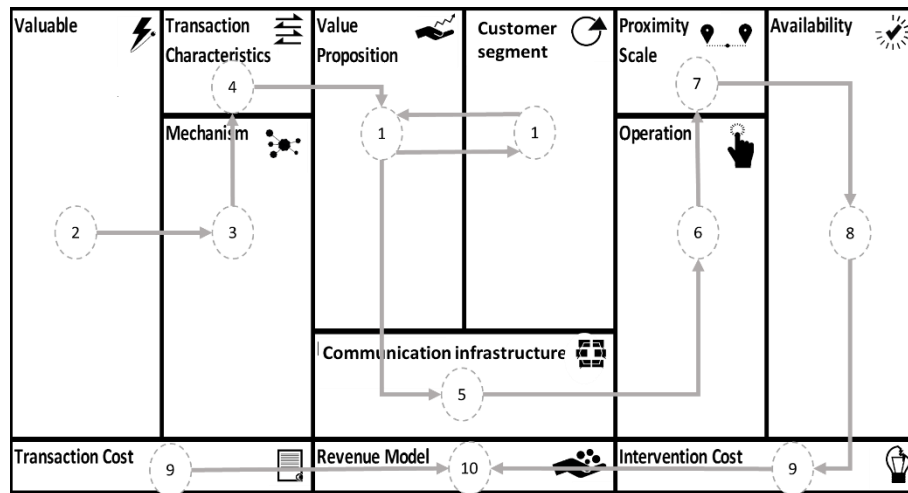 Valuable
Transaction
Characteristics
Value
Proposition
Customer
segment
Proximity
Scale
Availability
4
7
Mechanism
1
1
Operation
2
3
6
8
Communication infrastructure
5
Transaction Cost
9
Revenue Model
10
Intervention Cost
9